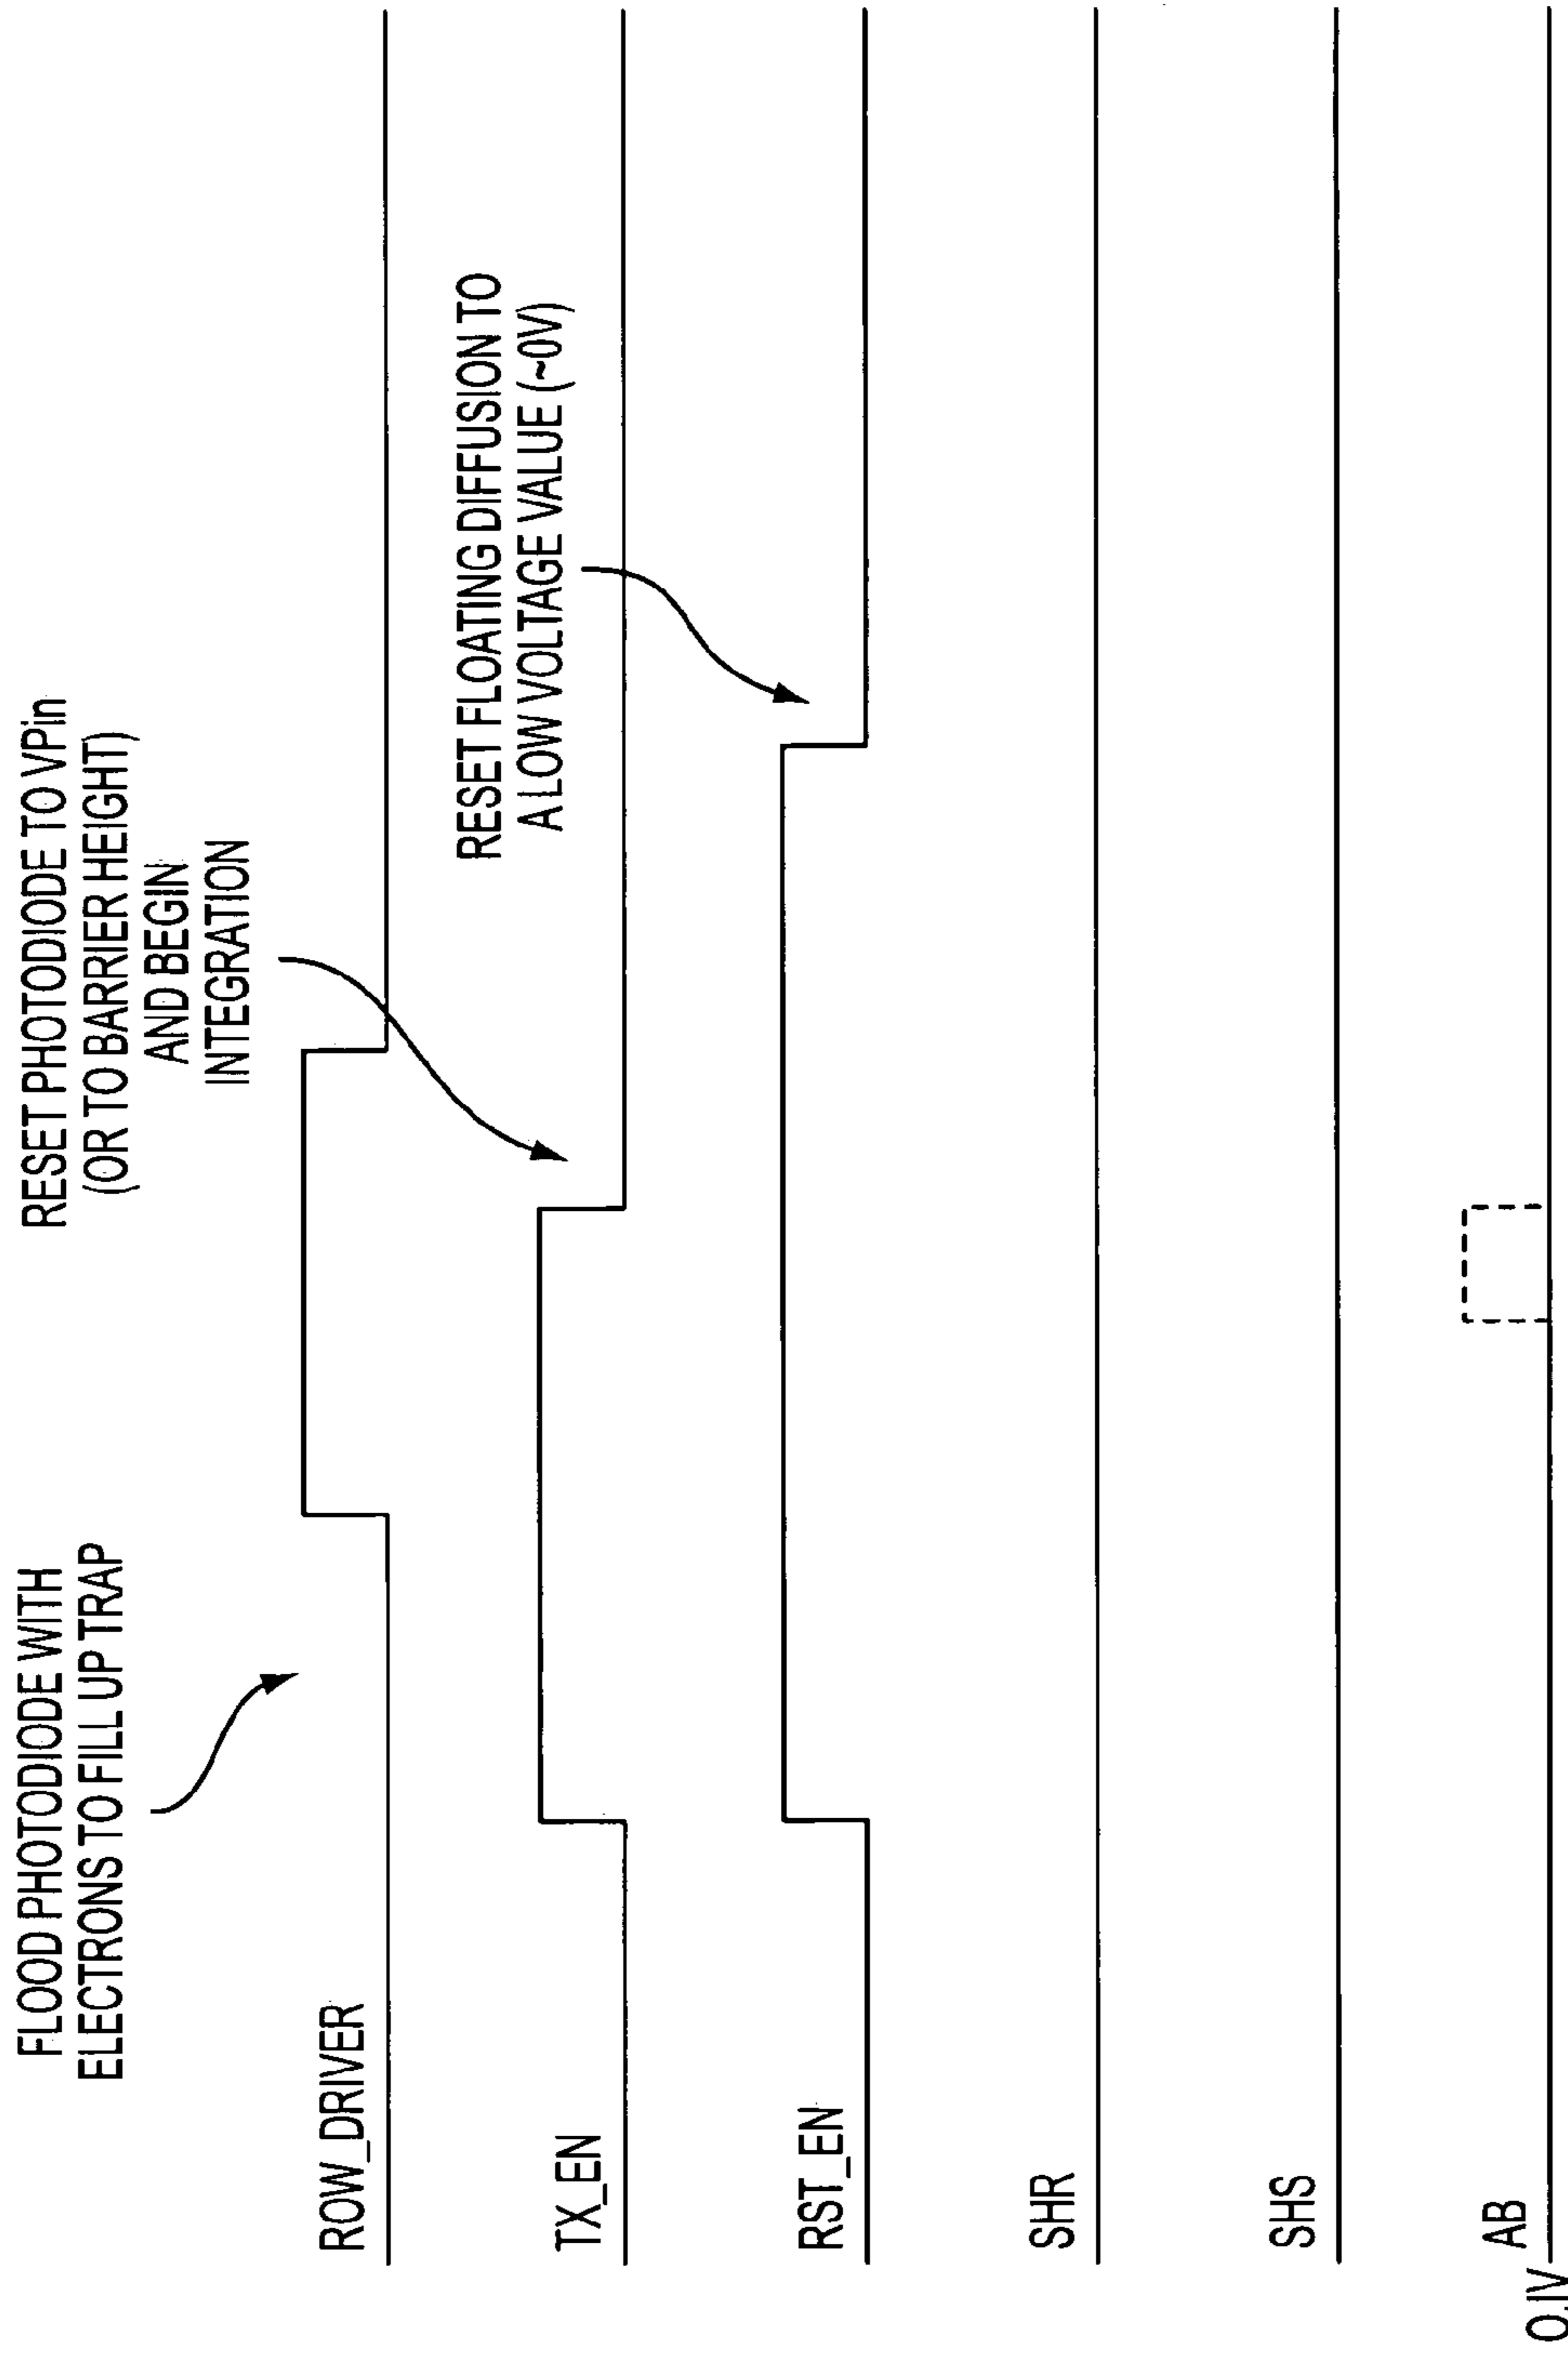 FLOOD PHOTODIODE WITH
ELECTRONS TO FILL UP TRAP
RESET PHOTODIODE TO VPin
(OR TO BARRIER HEIGHT)
AND BEGIN
INTEGRATION
ROW_DRIVER
RESET FLOATING DIFFUSION TO
A LOW VOLTAGE VALUE (~0V)
TX_EN
RST_EN
SHR
SHS
AB
0.1V